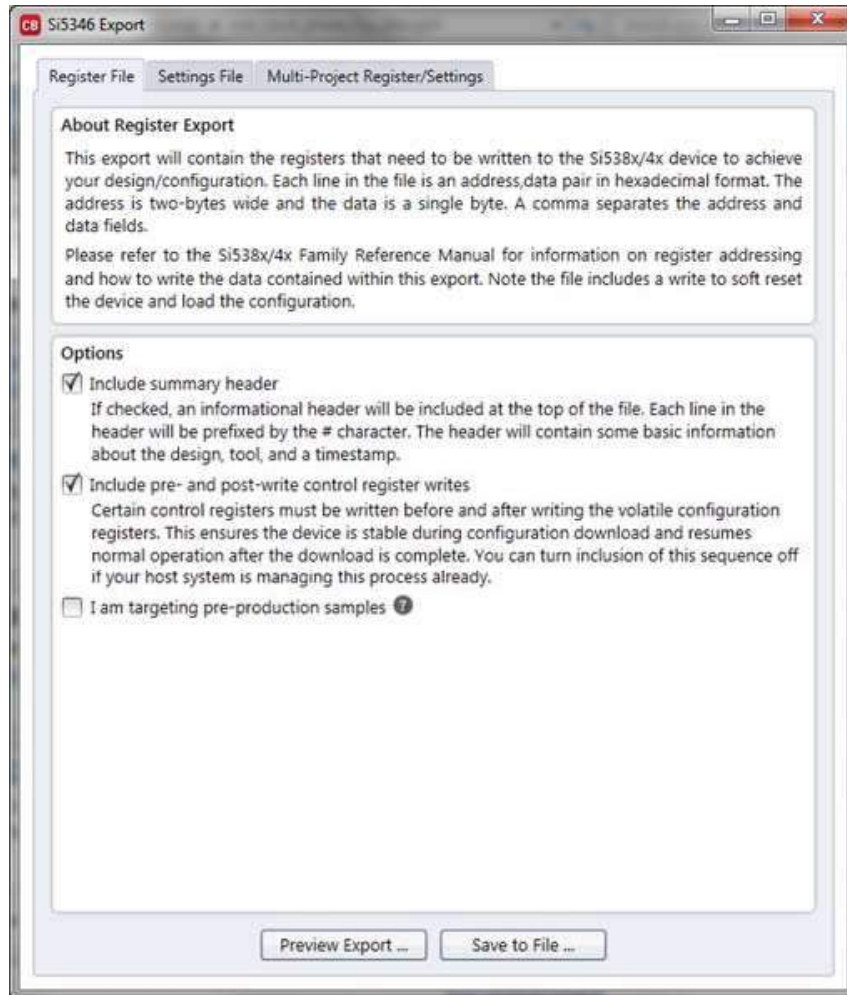 CB Si5346 Export
Register File Settings File Multi-Project Register/Settings
About Register Export
This export will contain the registers that need to be written to the Si538x/4x device to achieve
your design/configuration. Each line in the file is an address,data pair in hexadecimal format. The
address is two-bytes wide and the data is a single byte. A comma separates the address and
data fields.
Please refer to the Si538x/4x Family Reference Manual for information on register addressing
and how to write the data contained within this export. Note the file includes a write to soft reset
the device and load the configuration.
Options
Include summary header
If checked, an informational header will be included at the top of the file. Each line in the
header will be prefixed by the # character. The header will contain some basic information
about the design, tool, and a timestamp.
Include pre- and post-write control register writes
Certain control registers must be written before and after writing the volatile configuration
registers. This ensures the device is stable during configuration download and resumes
normal operation after the download is complete. You can turn inclusion of this sequence off
if your host system is managing this process already.
I am targeting pre-production samples ?
Preview Export ... Save to File ...